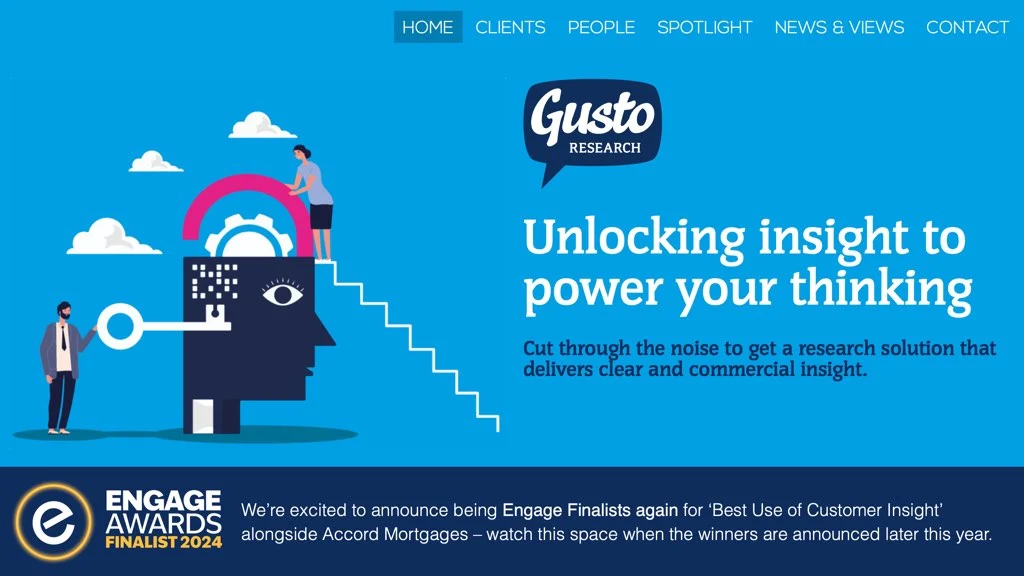 HOME CLIENTS PEOPLE SPOTLIGHT NEWS & VIEWS CONTACT
Gusto
RESEARCH
Unlocking insight to
power your thinking
Cut through the noise to get a research solution that
delivers clear and commercial insight.
e
ENGAGE
AWARDS
FINALIST 2024
We’re excited to announce being Engage Finalists again for ‘Best Use of Customer Insight’
alongside Accord Mortgages – watch this space when the winners are announced later this year.